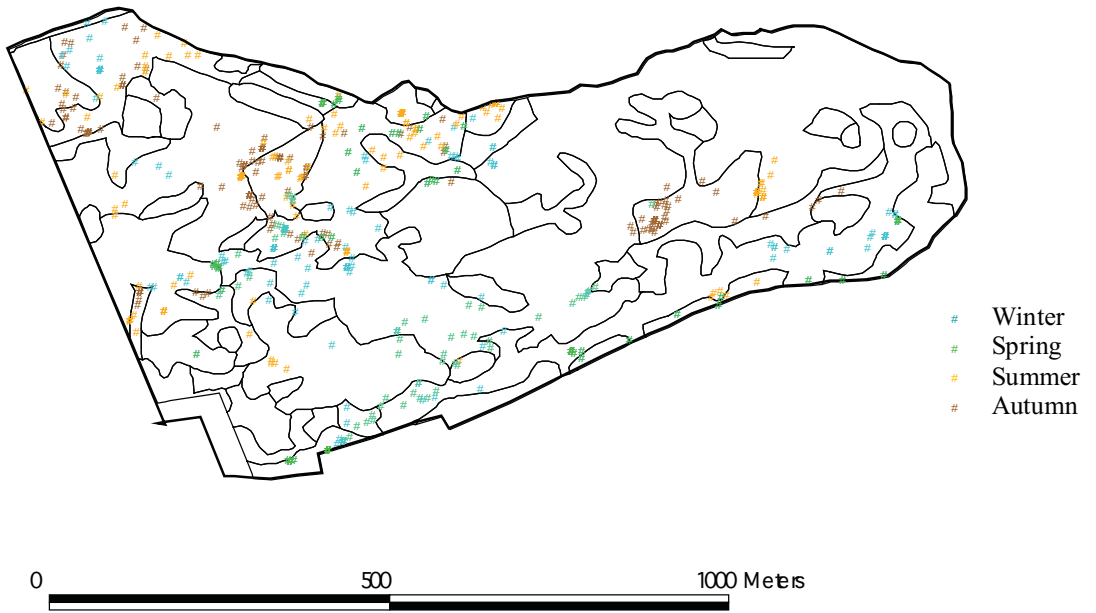 # Winter
# Spring
# Summer
# Autumn
0 500 1000 Meters